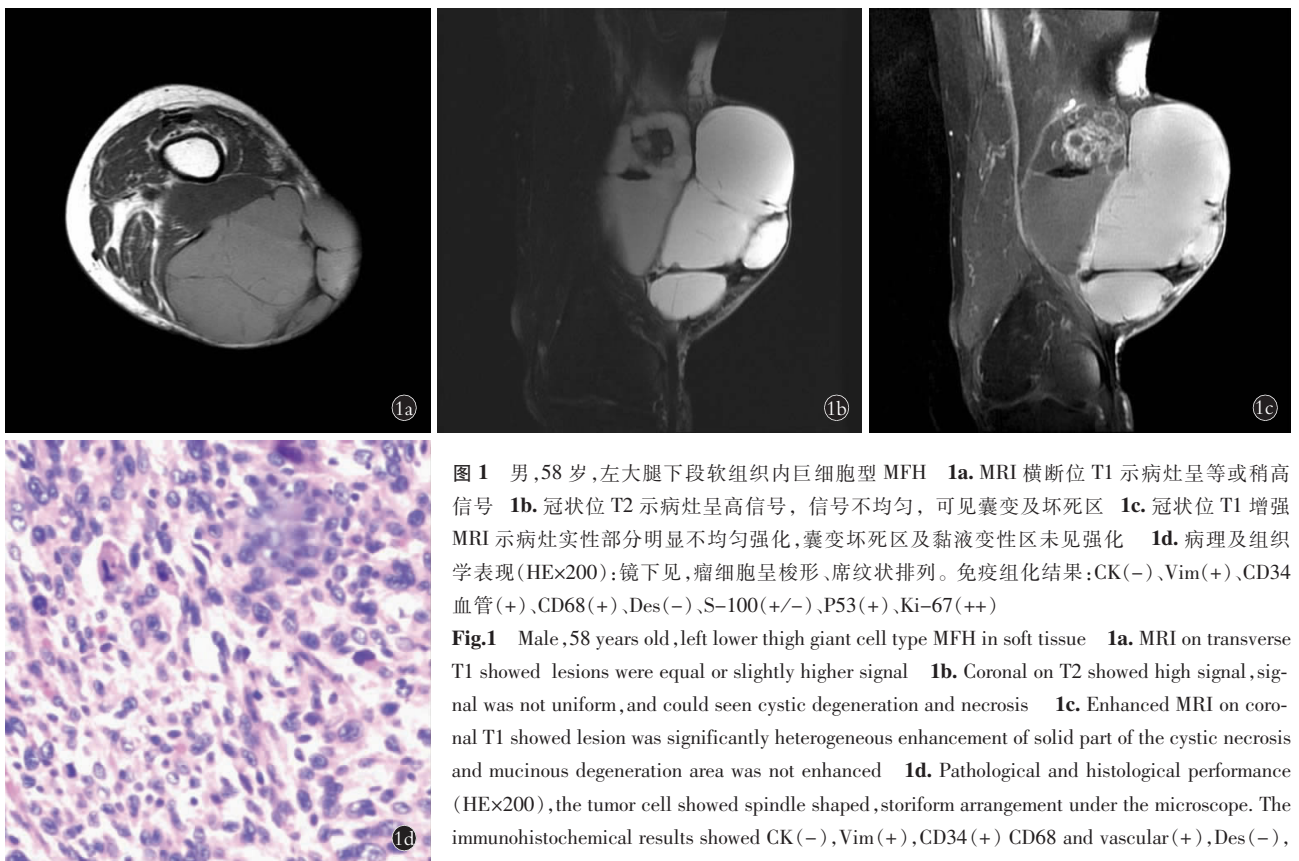 1a
1b
1c
1d
图 1 男,58 岁,左大腿下段软组织内巨细胞型 MFH 1a. MRI 横断位 T1 示病灶呈等或稍高
信号 1b. 冠状位 T2 示病灶呈高信号，信号不均匀，可见囊变及坏死区 1c. 冠状位 T1 增强
MRI 示病灶实性部分明显不均匀强化,囊变坏死区及黏液变性区未见强化 1d. 病理及组织
学表现(HE×200):镜下见,瘤细胞呈梭形、席纹状排列。免疫组化结果:CK(-)、Vim(+)、CD34
血管(+)、CD68(+)、Des(-)、S-100(+/-)、P53(+)、Ki-67(++)
Fig.1 Male,58 years old,left lower thigh giant cell type MFH in soft tissue 1a. MRI on transverse
T1 showed lesions were equal or slightly higher signal 1b. Coronal on T2 showed high signal,sig-
nal was not uniform,and could seen cystic degeneration and necrosis 1c. Enhanced MRI on coro-
nal T1 showed lesion was significantly heterogeneous enhancement of solid part of the cystic necrosis
and mucinous degeneration area was not enhanced 1d. Pathological and histological performance
(HE×200),the tumor cell showed spindle shaped,storiform arrangement under the microscope. The
immunohistochemical results showed CK(-),Vim(+),CD34(+) CD68 and vascular(+),Des(-),